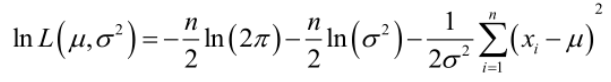 ln L(μ,σ²) = −n/2 ln(2π) − n/2 ln(σ²) − 1/(2σ²) ∑_{i=1}^{n} (x_i − μ)²